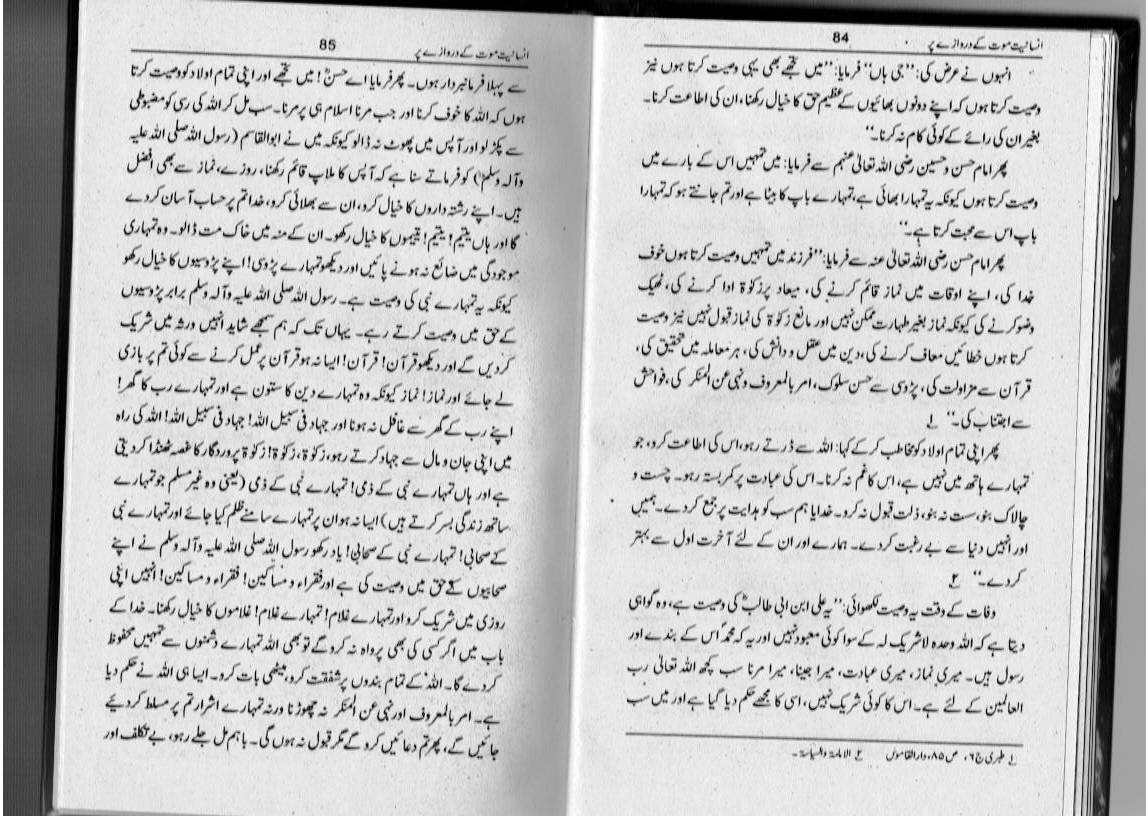 انسانیت موت کے دروازے پر
84
انہوں نے عرض کی: ”جی ہاں“ فرمایا: ”میں تجھے بھی یہی وصیت کرتا ہوں نیز
وصیت کرتا ہوں کہ اپنے دونوں بھائیوں کے عظیم حق کا خیال رکھنا، ان کی اطاعت کرنا۔
بغیر ان کی رائے کے کوئی کام نہ کرنا۔“
پھر امام حسن و حسین رضی اللہ تعالیٰ عنہم سے فرمایا: میں تمہیں اس کے بارے میں
وصیت کرتا ہوں کیونکہ یہ تمہارا بھائی ہے، تمہارے باپ کا بیٹا ہے اور تم جانتے ہو کہ تمہارا
باپ اس سے محبت کرتا ہے۔“
پھر امام حسن رضی اللہ تعالیٰ عنہ سے فرمایا: ”فرزند میں تمہیں وصیت کرتا ہوں خوف
خدا کی، اپنے اوقات میں نماز قائم کرنے کی، میعاد پر زکوٰۃ ادا کرنے کی، ٹھیک
وضو کرنے کی کیونکہ نماز بغیر طہارت ممکن نہیں اور مانع زکوٰۃ کی نماز قبول نہیں نیز وصیت
کرتا ہوں خطائیں معاف کرنے کی، دین میں عقل و دانش کی، ہر معاملہ میں تحقیق کی،
قرآن سے مزاولت کی، پڑوسی سے حسن سلوک، امر بالمعروف ونہی عن المنکر کی، فواحش
سے اجتناب کی۔“ ۱
پھر اپنی تمام اولاد کو مخاطب کر کے کہا: اللہ سے ڈرتے رہو، اس کی اطاعت کرو، جو
تمہارے ہاتھ میں نہیں ہے، اس کا غم نہ کرنا۔ اس کی عبادت پر کمر بستہ رہو۔ چست و
چالاک بنو، سست نہ بنو، ذلت قبول نہ کرو۔ خدایا ہم سب کو ہدایت پر جمع کر دے۔ ہمیں
اور انہیں دنیا سے بے رغبت کر دے۔ ہمارے اور ان کے لئے آخرت اول سے بہتر
کر دے۔“ ۲
وفات کے وقت یہ وصیت لکھوائی: ”یہ علی ابن ابی طالبؓ کی وصیت ہے، وہ گواہی
دیتا ہے کہ اللہ وحدہ لاشریک لہ کے سوا کوئی معبود نہیں اور یہ کہ محمدؐ اس کے بندے اور
رسول ہیں۔ میری نماز، میری عبادت، میرا جینا، میرا مرنا سب کچھ اللہ تعالیٰ رب
العالمین کے لئے ہے۔ اس کا کوئی شریک نہیں، اسی کا مجھے حکم دیا گیا ہے اور میں سب
۱ طبری ج ۶، ص ۸۵، دار القاموس ۲ الامامۃ والسیاسۃ۔
انسانیت موت کے دروازے پر
85
سے پہلا فرمانبردار ہوں۔ پھر فرمایا اے حسنؓ! میں تجھے اور اپنی تمام اولاد کو وصیت کرتا
ہوں کہ اللہ کا خوف کرنا اور جب مرنا اسلام ہی پر مرنا۔ سب مل کر اللہ کی رسی کو مضبوطی
سے پکڑ لو اور آپس میں پھوٹ نہ ڈالو کیونکہ میں نے ابو القاسم (رسول اللہ صلی اللہ علیہ
وآلہ وسلم) کو فرماتے سنا ہے کہ آپس کا ملاپ قائم رکھنا، روزے، نماز سے بھی افضل
ہیں۔ اپنے رشتہ داروں کا خیال کرو، ان سے بھلائی کرو، خدا تم پر حساب آسان کر دے
گا اور ہاں یتیم! یتیم! یتیموں کا خیال رکھو۔ ان کے منہ میں خاک مت ڈالو۔ وہ تمہاری
موجودگی میں ضائع نہ ہونے پائیں اور دیکھو تمہارے پڑوسی! اپنے پڑوسیوں کا خیال رکھو
کیونکہ یہ تمہارے نبی کی وصیت ہے۔ رسول اللہ صلی اللہ علیہ وآلہ وسلم برابر پڑوسیوں
کے حق میں وصیت کرتے رہے۔ یہاں تک کہ ہم سمجھے شاید انہیں ورثہ میں شریک
کر دیں گے اور دیکھو قرآن! قرآن! ایسا نہ ہو قرآن پر عمل کرنے سے کوئی تم پر بازی
لے جائے اور نماز! نماز کیونکہ وہ تمہارے دین کا ستون ہے اور تمہارے رب کا گھر!
اپنے رب کے گھر سے غافل نہ ہونا اور جہاد فی سبیل اللہ! جہاد فی سبیل اللہ! اللہ کی راہ
میں اپنی جان و مال سے جہاد کرتے رہو، زکوٰۃ، زکوٰۃ! زکوٰۃ پروردگار کا غصہ ٹھنڈا کر دیتی
ہے اور ہاں تمہارے نبی کے ذمی! تمہارے نبی کے ذمی (یعنی وہ غیر مسلم جو تمہارے
ساتھ زندگی بسر کرتے ہیں) ایسا نہ ہو ان پر تمہارے سامنے ظلم کیا جائے اور تمہارے نبی
کے صحابی! تمہارے نبی کے صحابی! یاد رکھو رسول اللہ صلی اللہ علیہ وآلہ وسلم نے اپنے
صحابیوں کے حق میں وصیت کی ہے اور فقراء و مساکین! فقراء و مساکین! انہیں اپنی
روزی میں شریک کرو اور تمہارے غلام! تمہارے غلام! غلاموں کا خیال رکھنا۔ خدا کے
باب میں اگر کسی کی بھی پرواہ نہ کرو گے تو بھی اللہ تمہارے دشمنوں سے تمہیں محفوظ
کر دے گا۔ اللہ کے تمام بندوں پر شفقت کرو، میٹھی بات کرو۔ ایسا ہی اللہ نے حکم دیا
ہے۔ امر بالمعروف اور نہی عن المنکر نہ چھوڑنا ورنہ تمہارے اشرار تم پر مسلط کر دیئے
جائیں گے، پھر تم دعائیں کرو گے مگر قبول نہ ہوں گی۔ باہم ملے جلے رہو، بے تکلف اور